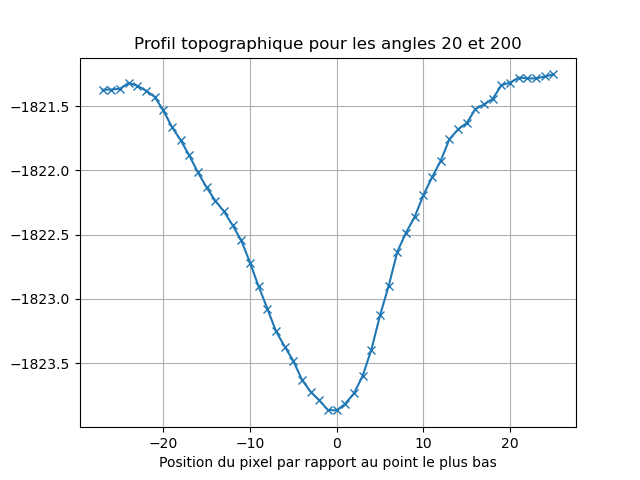 Profil topographique pour les angles 20 et 200
−1821.5
−1822.0
−1822.5
−1823.0
−1823.5
−20 −10 0 10 20
Position du pixel par rapport au point le plus bas